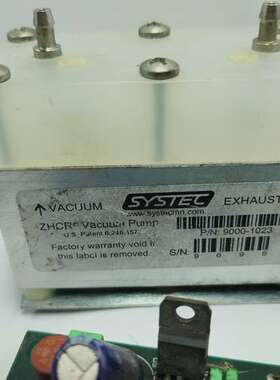 ↑ VACUUM SYSTEC EXHAUST
www.systecmn.com
ZHCR® Vacuum Pump
U.S. Patent 6,248,157
P/N: 9000-1023
Factory warranty void if
this label is removed.
S/N: